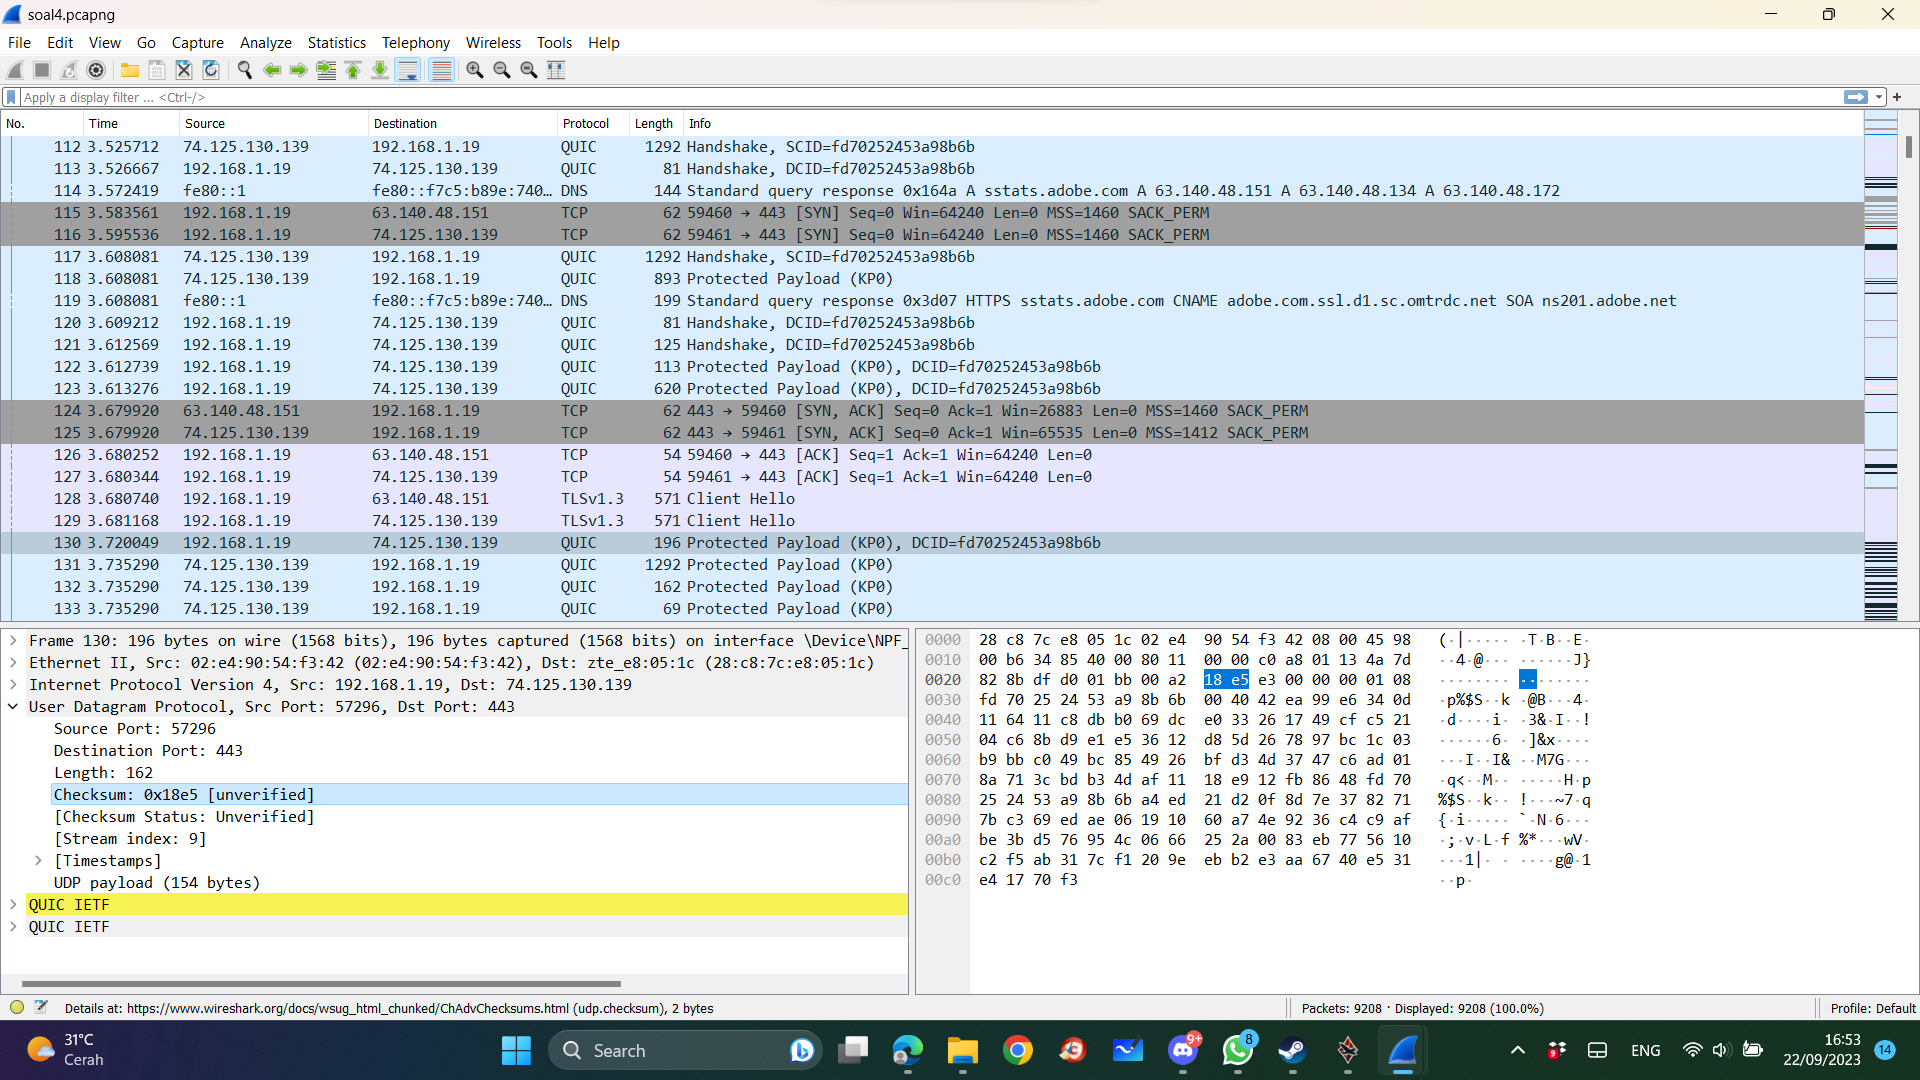 soal4.pcapng
File Edit View Go Capture Analyze Statistics Telephony Wireless Tools Help
Apply a display filter ... <Ctrl-/>
No. Time Source Destination Protocol Length Info
112 3.525712 74.125.130.139 192.168.1.19 QUIC 1292 Handshake, SCID=fd70252453a98b6b
113 3.526667 192.168.1.19 74.125.130.139 QUIC 81 Handshake, DCID=fd70252453a98b6b
114 3.572419 fe80::1 fe80::f7c5:b89e:740… DNS 144 Standard query response 0x164a A sstats.adobe.com A 63.140.48.151 A 63.140.48.134 A 63.140.48.172
115 3.583561 192.168.1.19 63.140.48.151 TCP 62 59460 → 443 [SYN] Seq=0 Win=64240 Len=0 MSS=1460 SACK_PERM
116 3.595536 192.168.1.19 74.125.130.139 TCP 62 59461 → 443 [SYN] Seq=0 Win=64240 Len=0 MSS=1460 SACK_PERM
117 3.608081 74.125.130.139 192.168.1.19 QUIC 1292 Handshake, SCID=fd70252453a98b6b
118 3.608081 74.125.130.139 192.168.1.19 QUIC 893 Protected Payload (KP0)
119 3.608081 fe80::1 fe80::f7c5:b89e:740… DNS 199 Standard query response 0x3d07 HTTPS sstats.adobe.com CNAME adobe.com.ssl.d1.sc.omtrdc.net SOA ns201.adobe.net
120 3.609212 192.168.1.19 74.125.130.139 QUIC 81 Handshake, DCID=fd70252453a98b6b
121 3.612569 192.168.1.19 74.125.130.139 QUIC 125 Handshake, DCID=fd70252453a98b6b
122 3.612739 192.168.1.19 74.125.130.139 QUIC 113 Protected Payload (KP0), DCID=fd70252453a98b6b
123 3.613276 192.168.1.19 74.125.130.139 QUIC 620 Protected Payload (KP0), DCID=fd70252453a98b6b
124 3.679920 63.140.48.151 192.168.1.19 TCP 62 443 → 59460 [SYN, ACK] Seq=0 Ack=1 Win=26883 Len=0 MSS=1460 SACK_PERM
125 3.679920 74.125.130.139 192.168.1.19 TCP 62 443 → 59461 [SYN, ACK] Seq=0 Ack=1 Win=65535 Len=0 MSS=1412 SACK_PERM
126 3.680252 192.168.1.19 63.140.48.151 TCP 54 59460 → 443 [ACK] Seq=1 Ack=1 Win=64240 Len=0
127 3.680344 192.168.1.19 74.125.130.139 TCP 54 59461 → 443 [ACK] Seq=1 Ack=1 Win=64240 Len=0
128 3.680740 192.168.1.19 63.140.48.151 TLSv1.3 571 Client Hello
129 3.681168 192.168.1.19 74.125.130.139 TLSv1.3 571 Client Hello
130 3.720049 192.168.1.19 74.125.130.139 QUIC 196 Protected Payload (KP0), DCID=fd70252453a98b6b
131 3.735290 74.125.130.139 192.168.1.19 QUIC 1292 Protected Payload (KP0)
132 3.735290 74.125.130.139 192.168.1.19 QUIC 162 Protected Payload (KP0)
133 3.735290 74.125.130.139 192.168.1.19 QUIC 69 Protected Payload (KP0)
Frame 130: 196 bytes on wire (1568 bits), 196 bytes captured (1568 bits) on interface \Device\NPF_
Ethernet II, Src: 02:e4:90:54:f3:42 (02:e4:90:54:f3:42), Dst: zte_e8:05:1c (28:c8:7c:e8:05:1c)
Internet Protocol Version 4, Src: 192.168.1.19, Dst: 74.125.130.139
User Datagram Protocol, Src Port: 57296, Dst Port: 443
Source Port: 57296
Destination Port: 443
Length: 162
Checksum: 0x18e5 [unverified]
[Checksum Status: Unverified]
[Stream index: 9]
[Timestamps]
UDP payload (154 bytes)
QUIC IETF
QUIC IETF
0000 28 c8 7c e8 05 1c 02 e4 90 54 f3 42 08 00 45 98 (·|····· ·T·B··E·
0010 00 b6 34 85 40 00 80 11 00 00 c0 a8 01 13 4a 7d ··4·@··· ······J}
0020 82 8b df d0 01 bb 00 a2 18 e5 e3 00 00 00 01 08 ········ ········
0030 fd 70 25 24 53 a9 8b 6b 00 40 42 ea 99 e6 34 0d ·p%$S··k ·@B···4·
0040 11 64 11 c8 db b0 69 dc e0 33 26 17 49 cf c5 21 ·d····i· ·3&·I··!
0050 04 c6 8b d9 e1 e5 36 12 d8 5d 26 78 97 bc 1c 03 ······6· ·]&x····
0060 b9 bb c0 49 bc 85 49 26 bf d3 4d 37 47 c6 ad 01 ···I··I& ··M7G···
0070 8a 71 3c bd b3 4d af 11 18 e9 12 fb 86 48 fd 70 ·q<··M·· ·····H·p
0080 25 24 53 a9 8b 6b a4 ed 21 d2 0f 8d 7e 37 82 71 %$S··k·· !···~7·q
0090 7b c3 69 ed ae 06 19 10 60 a7 4e 92 36 c4 c9 af {·i····· `·N·6···
00a0 be 3b d5 76 95 4c 06 66 25 2a 00 83 eb 77 56 10 ·;·v·L·f %*···wV·
00b0 c2 f5 ab 31 7c f1 20 9e eb b2 e3 aa 67 40 e5 31 ···1|· · ····g@·1
00c0 e4 17 70 f3 ··p·
Details at: https://www.wireshark.org/docs/wsug_html_chunked/ChAdvChecksums.html (udp.checksum), 2 bytes
Packets: 9208 · Displayed: 9208 (100.0%)
Profile: Default
31°C
Cerah
Search
9+
8
9
ENG
16:53
22/09/2023
14